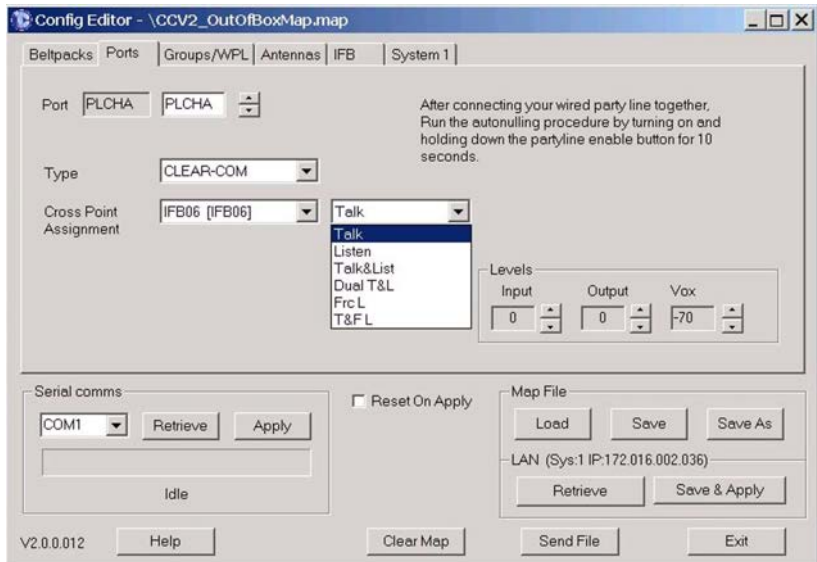 Config Editor - \CCV2_OutOfBoxMap.map
Beltpacks Ports Groups/WPL Antennas IFB System 1
Port PLCHA PLCHA
After connecting your wired party line together,
Run the autonulling procedure by turning on and
holding down the partyline enable button for 10
seconds.
Type CLEAR-COM
Cross Point
Assignment
IFB06 [IFB06] Talk
Talk
Listen
Talk&List
Dual T&L
Frc L
T&F L
Levels
Input Output Vox
0 0 -70
Serial comms
COM1 Retrieve Apply
Idle
Reset On Apply
Map File
Load Save Save As
LAN (Sys:1 IP:172.016.002.036)
Retrieve Save & Apply
V2.0.0.012 Help Clear Map Send File Exit